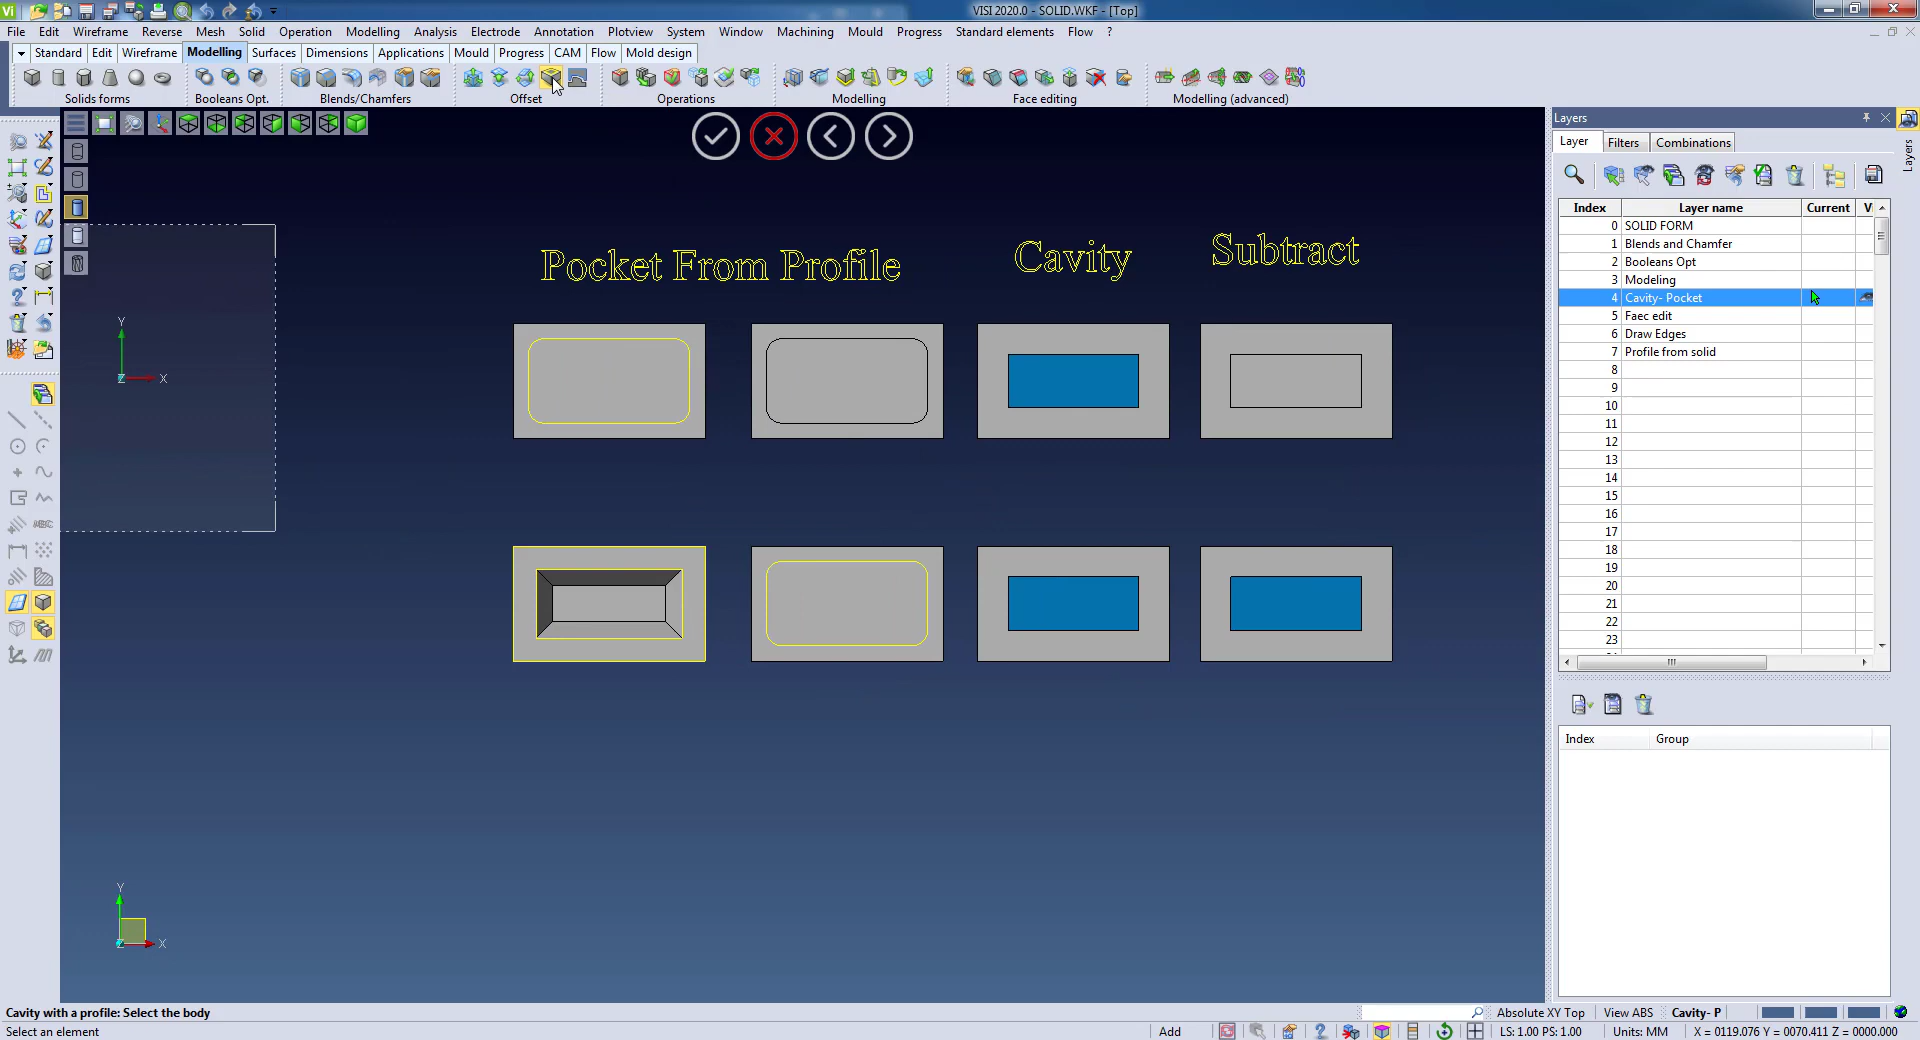 Vi VISI 2020.0 - SOLID.WKF - [Top]
File Edit Wireframe Reverse Mesh Solid Operation Modelling Analysis Electrode Annotation Plotview System Window Machining Mould Progress Standard elements Flow ?
Standard Edit Wireframe Modelling Surfaces Dimensions Applications Mould Progress CAM Flow Mold design
Solids forms Booleans Opt. Blends/Chamfers Offset Operations Modelling Face editing Modelling (advanced)
Layers
Layer Filters Combinations
Layers
Index Layer name Current Vi
0 SOLID FORM
1 Blends and Chamfer
2 Booleans Opt
3 Modeling
4 Cavity- Pocket
5 Faec edit
6 Draw Edges
7 Profile from solid
8
9
10
11
12
13
14
15
16
17
18
19
20
21
22
23
Pocket From Profile Cavity Subtract
Y
Z X
ABC
Index Group
Y
Z X
Cavity with a profile: Select the body
Absolute XY Top View ABS Cavity- P
Select an element
Add LS: 1.00 PS: 1.00 Units: MM X = 0119.076 Y = 0070.411 Z = 0000.000